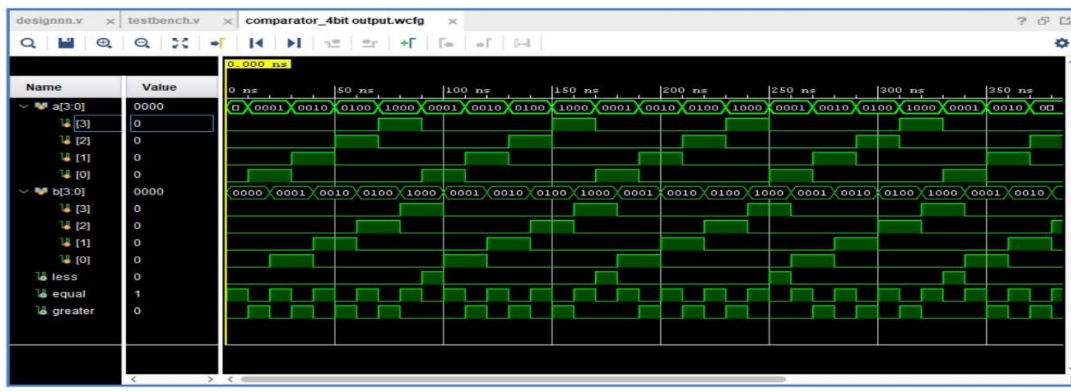 designnn.v × testbench.v × comparator_4bit output.wcfg × ?
0.000 ns
Name Value 0 ns 50 ns 100 ns 150 ns 200 ns 250 ns 300 ns 350 ns
a[3:0] 0000 0001 0010 0100 1000 0001 0010 0100 1000 0001 0010 0100 1000 0001 0010 0100 1000 0001 0010
[3] 0
[2] 0
[1] 0
[0] 0
b[3:0] 0000 0000 0001 0010 0100 1000 0001 0010 0100 1000 0001 0010 0100 1000 0001 0010 0100 1000 0001 0010
[3] 0
[2] 0
[1] 0
[0] 0
less 0
equal 1
greater 0